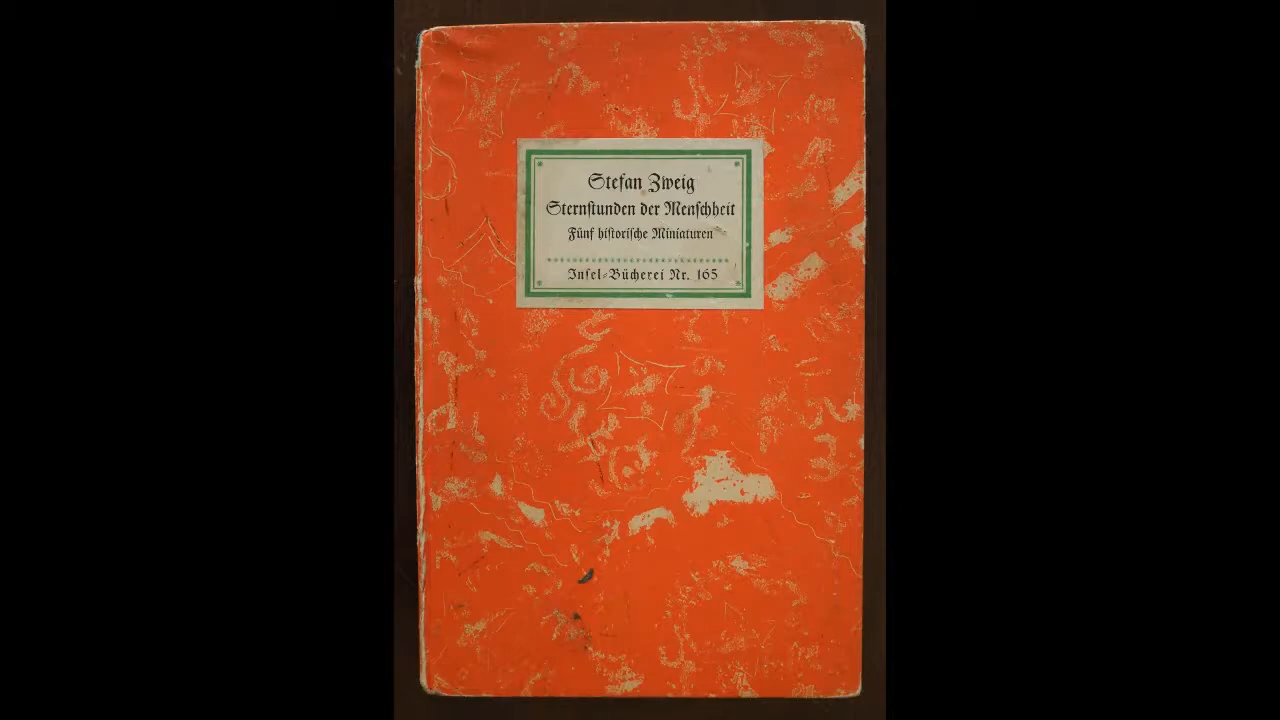 Stefan Zweig
Sternstunden der Menschheit
Fünf historische Miniaturen
Insel-Bücherei Nr. 165